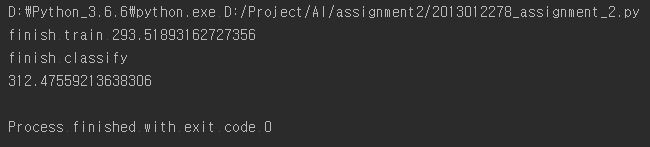 D:₩Python_3.6.6₩python.exe D:/Project/AI/assignment2/2013012278_assignment_2.py
finish train 293.51893162727356
finish classify
312.47559213638306
Process finished with exit code 0